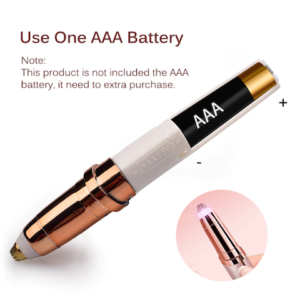 Use One AAA Battery
Note:
This product is not included the AAA
battery, it need to extra purchase.
AAA
+
-